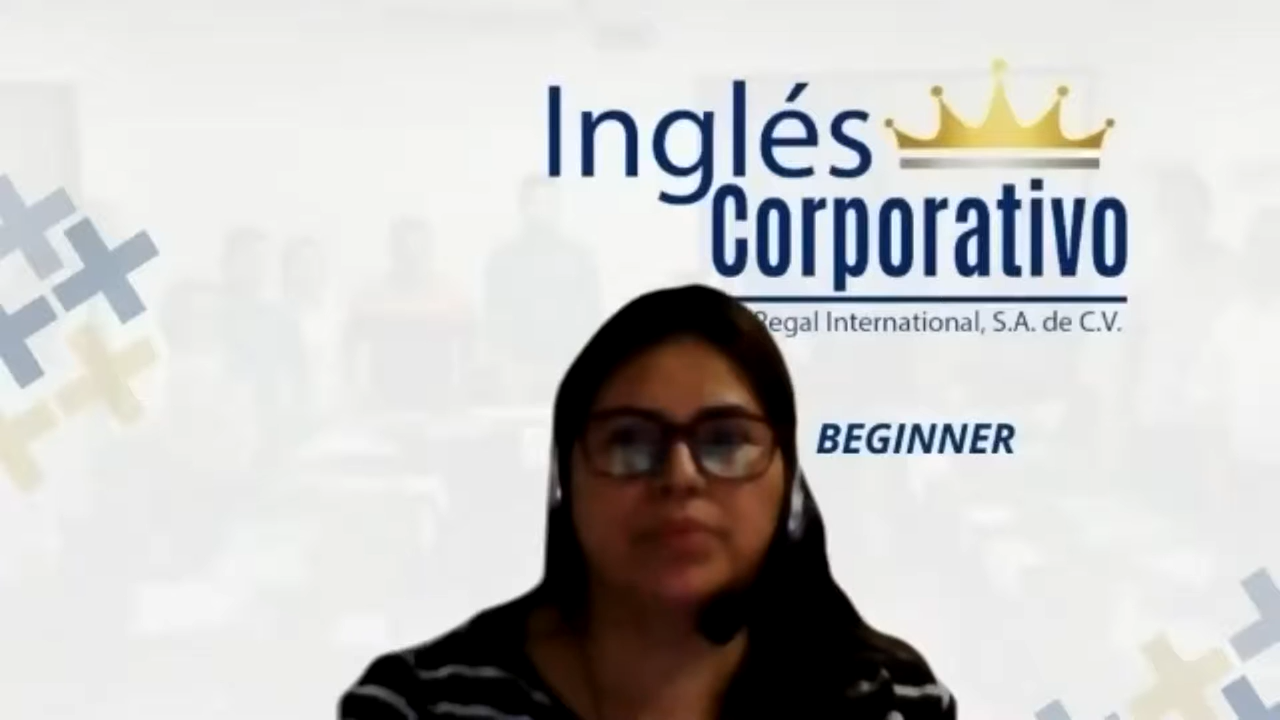 Inglés
Corporativo
Regal International, S.A. de C.V.
BEGINNER